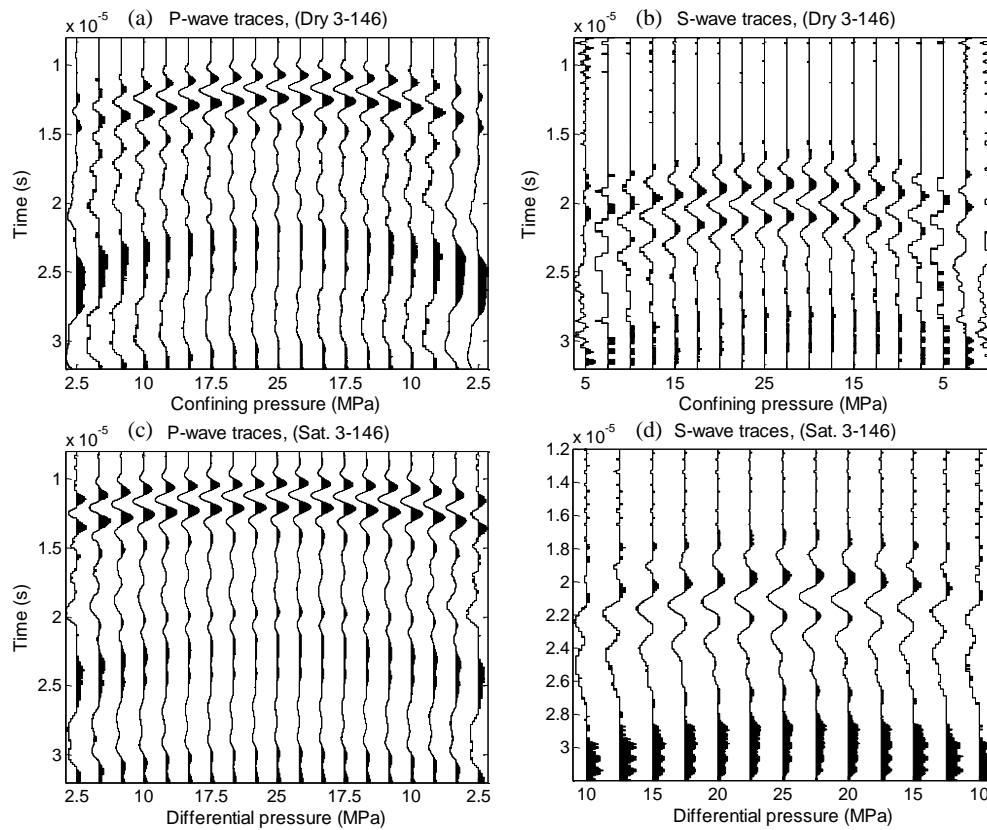 (a) P-wave traces, (Dry 3-146)
x 10-5
1
1.5
2
2.5
3
Time (s)
2.5 10 17.5 25 17.5 10 2.5
Confining pressure (MPa)
(b) S-wave traces, (Dry 3-146)
x 10-5
1
1.5
2
2.5
3
Time (s)
5 15 25 15 5
Confining pressure (MPa)
(c) P-wave traces, (Sat. 3-146)
x 10-5
1
1.5
2
2.5
3
Time (s)
2.5 10 17.5 25 17.5 10 2.5
Differential pressure (MPa)
(d) S-wave traces, (Sat. 3-146)
x 10-5
1.2
1.4
1.6
1.8
2
2.2
2.4
2.6
2.8
3
Time (s)
10 15 20 25 20 15 10
Differential pressure (MPa)